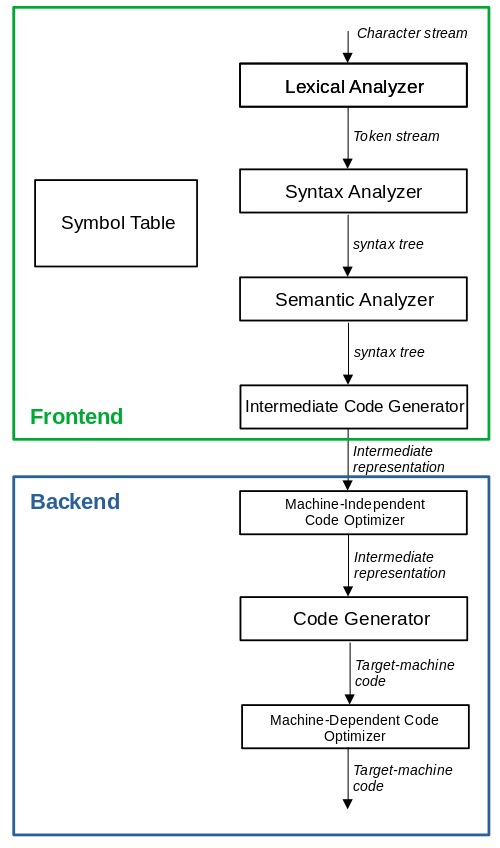 Character stream
Lexical Analyzer
Token stream
Syntax Analyzer
Symbol Table
syntax tree
Semantic Analyzer
syntax tree
Intermediate Code Generator
Frontend
Intermediate
representation
Backend
Machine-Independent
Code Optimizer
Intermediate
representation
Code Generator
Target-machine
code
Machine-Dependent Code
Optimizer
Target-machine
code